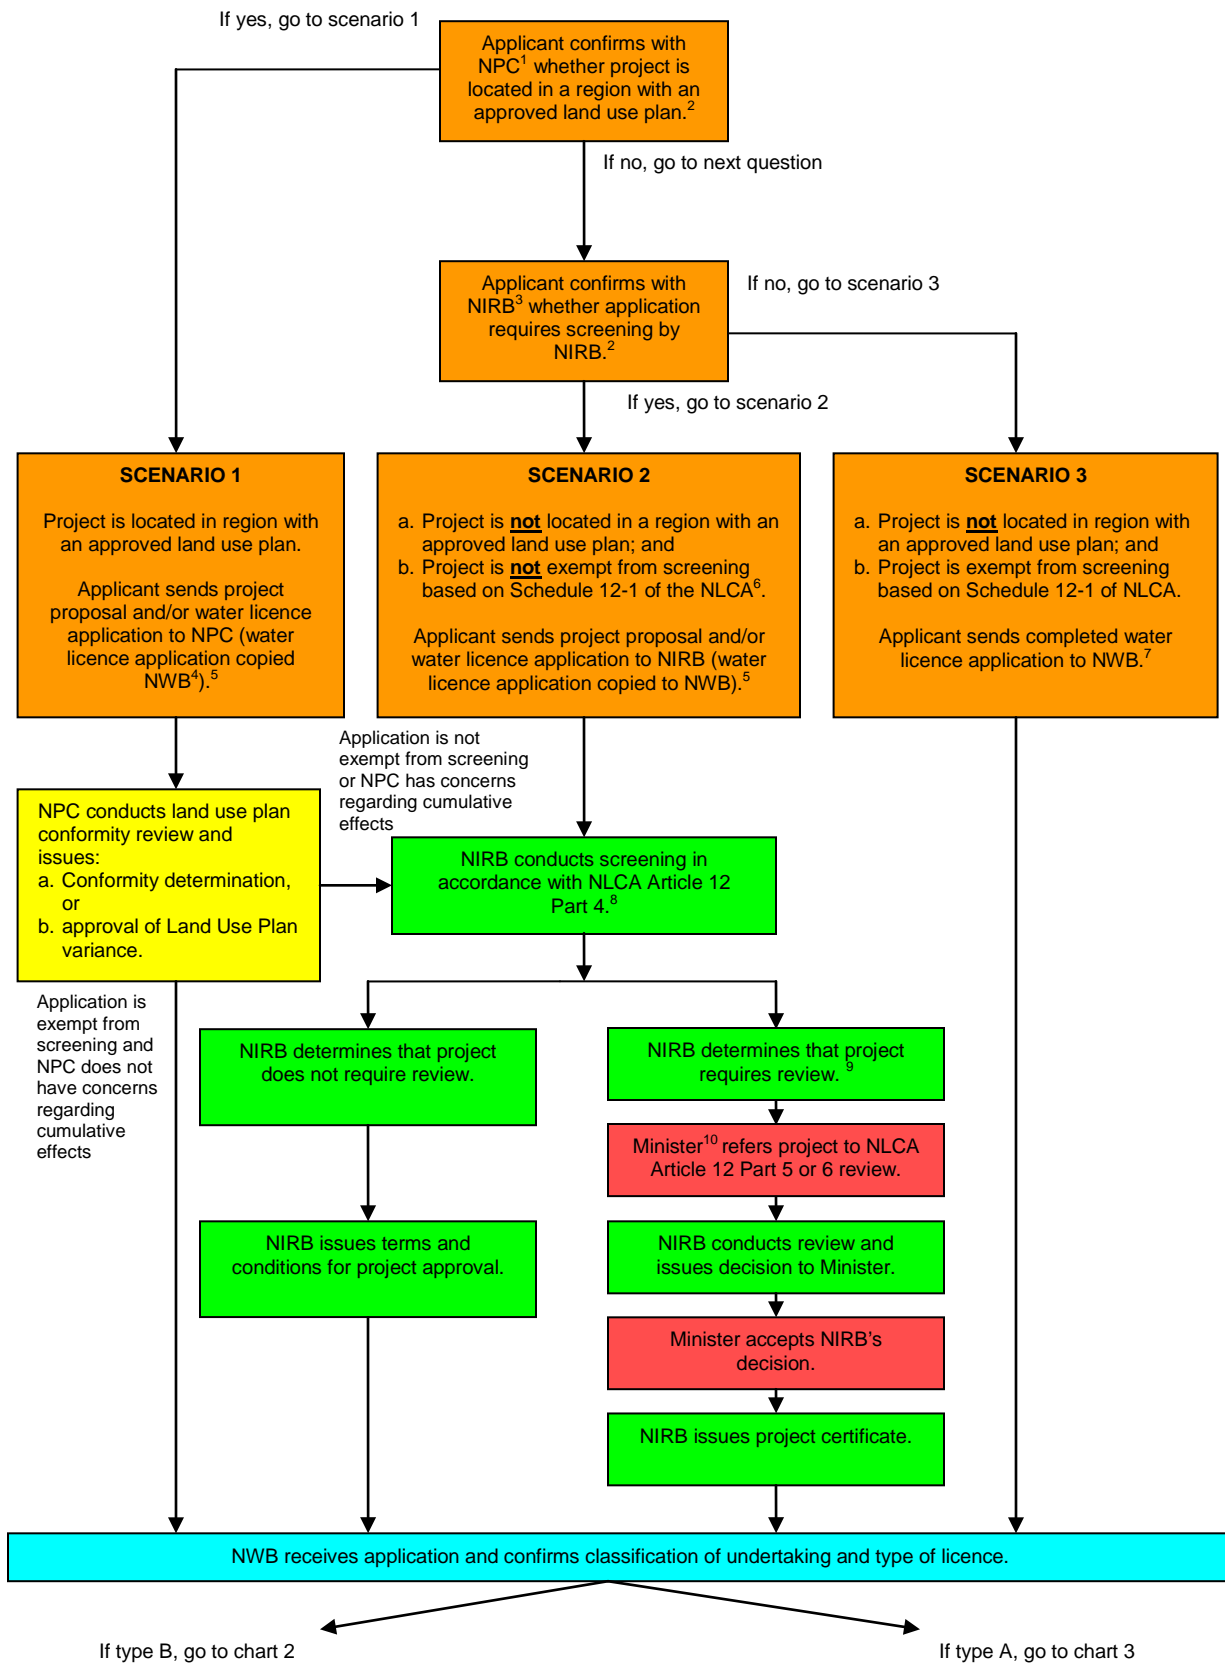 If yes, go to scenario 1
Applicant confirms with
NPC¹ whether project is
located in a region with an
approved land use plan.²
If no, go to next question
Applicant confirms with
NIRB³ whether application
requires screening by
NIRB.²
If no, go to scenario 3
If yes, go to scenario 2
SCENARIO 1
Project is located in region with
an approved land use plan.
Applicant sends project
proposal and/or water licence
application to NPC (water
licence application copied
NWB⁴).⁵
SCENARIO 2
a. Project is not located in a region with an
approved land use plan; and
b. Project is not exempt from screening
based on Schedule 12-1 of the NLCA⁶.
Applicant sends project proposal and/or
water licence application to NIRB (water
licence application copied to NWB).⁵
SCENARIO 3
a. Project is not located in region with
an approved land use plan; and
b. Project is exempt from screening
based on Schedule 12-1 of NLCA.
Applicant sends completed water
licence application to NWB.⁷
Application is not
exempt from screening
or NPC has concerns
regarding cumulative
effects
NPC conducts land use plan
conformity review and
issues:
a. Conformity determination,
or
b. approval of Land Use Plan
variance.
NIRB conducts screening in
accordance with NLCA Article 12
Part 4.⁸
Application is
exempt from
screening and
NPC does not
have concerns
regarding
cumulative
effects
NIRB determines that project
does not require review.
NIRB determines that project
requires review. ⁹
Minister¹⁰ refers project to NLCA
Article 12 Part 5 or 6 review.
NIRB issues terms and
conditions for project approval.
NIRB conducts review and
issues decision to Minister.
Minister accepts NIRB's
decision.
NIRB issues project certificate.
NWB receives application and confirms classification of undertaking and type of licence.
If type B, go to chart 2
If type A, go to chart 3